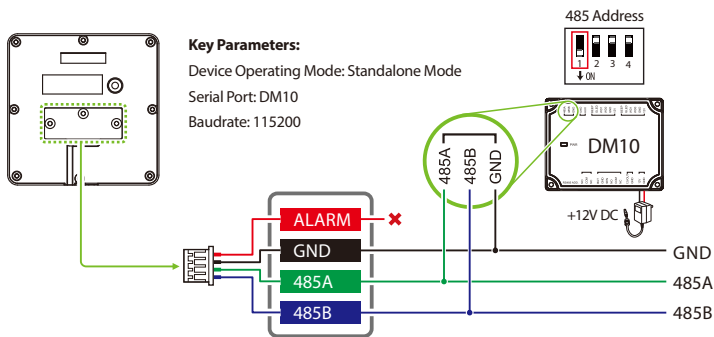 485 Address
1 2 3 4
ON
Key Parameters:
Device Operating Mode: Standalone Mode
Serial Port: DM10
Baudrate: 115200
485A
485B
GND
DM10
+12V DC
ALARM
GND
485A
485B
GND
485A
485B